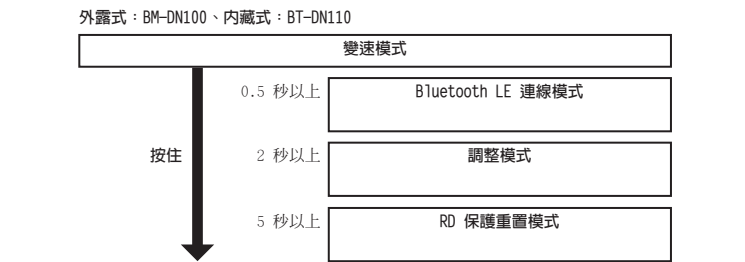 外露式：BM-DN100、內藏式：BT-DN110
變速模式
0.5 秒以上
Bluetooth LE 連線模式
按住
2 秒以上
調整模式
5 秒以上
RD 保護重置模式